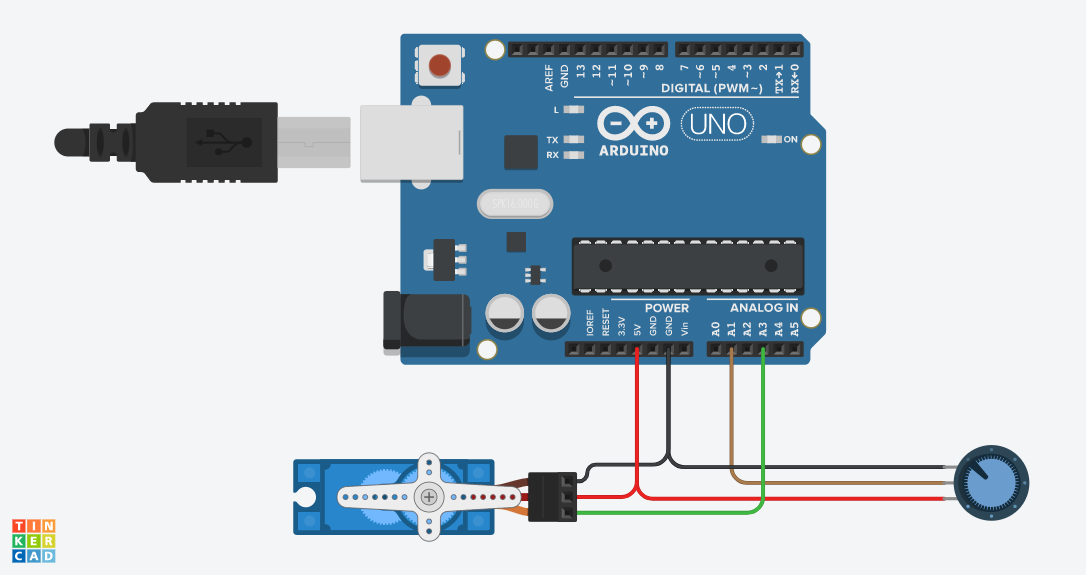 AREF
GND
13
12
~11
~10
~9
8
7
~6
~5
4
~3
2
TX→1
RX←0
DIGITAL (PWM~)
L
TX
RX
ARDUINO
UNO
ON
SPK16.000G
POWER
ANALOG IN
IOREF
RESET
3.3V
5V
GND
GND
Vin
A0
A1
A2
A3
A4
A5
TIN
KER
CAD